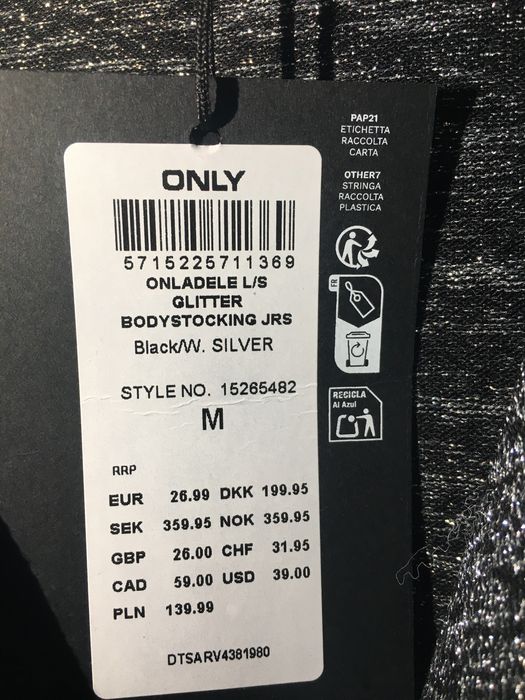 ONLY
5715225711369
ONLADELE L/S
GLITTER
BODYSTOCKING JRS
Black/W. SILVER
STYLE NO. 15265482
M
RRP
EUR 26.99 DKK 199.95
SEK 359.95 NOK 359.95
GBP 26.00 CHF 31.95
CAD 59.00 USD 39.00
PLN 139.99
DTSARV4381980
PAP21
ETICHETTA
RACCOLTA
CARTA
OTHER7
STRINGA
RACCOLTA
PLASTICA
FR
RECICLA
Al Azul